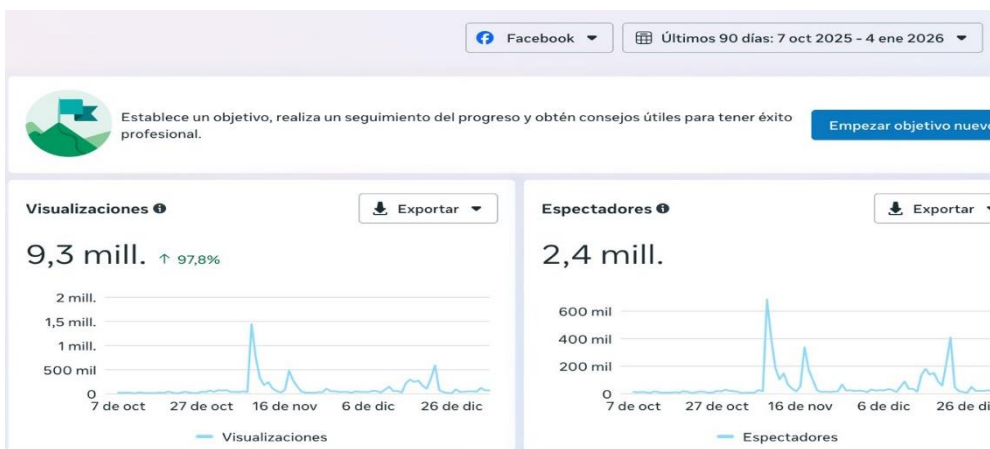 Facebook
Últimos 90 días: 7 oct 2025 - 4 ene 2026
Establece un objetivo, realiza un seguimiento del progreso y obtén consejos útiles para tener éxito
profesional.
Empezar objetivo nuevo
Visualizaciones
Exportar
9,3 mill. ↑ 97,8%
2 mill.
1,5 mill.
1 mill.
500 mil
0
7 de oct 27 de oct 16 de nov 6 de dic 26 de dic
Visualizaciones
Espectadores
Exportar
2,4 mill.
600 mil
400 mil
200 mil
0
7 de oct 27 de oct 16 de nov 6 de dic 26 de di
Espectadores